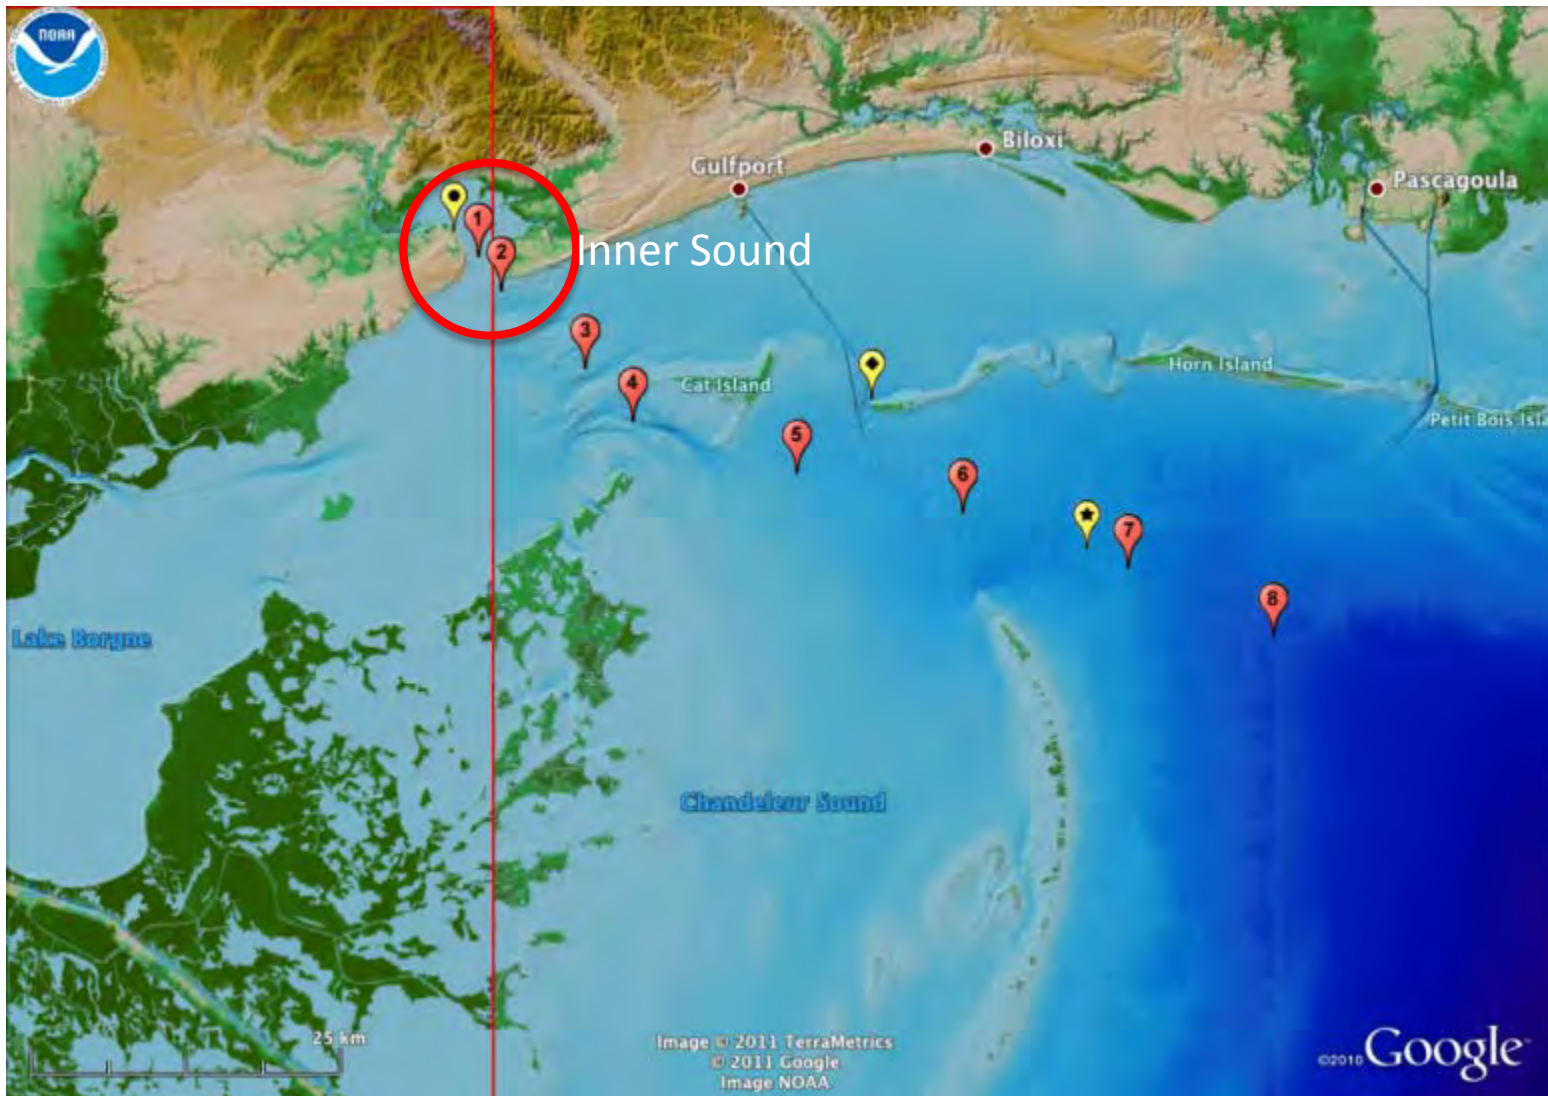 NOAA
Biloxi
Gulfport
Pascagoula
1
2
Inner Sound
3
4
Cat Island
Horn Island
Petit Bois Isla
5
6
7
8
Lake Borgne
Chandeleur Sound
25 km
Image © 2011 TerraMetrics
© 2011 Google
Image NOAA
©2010 Google